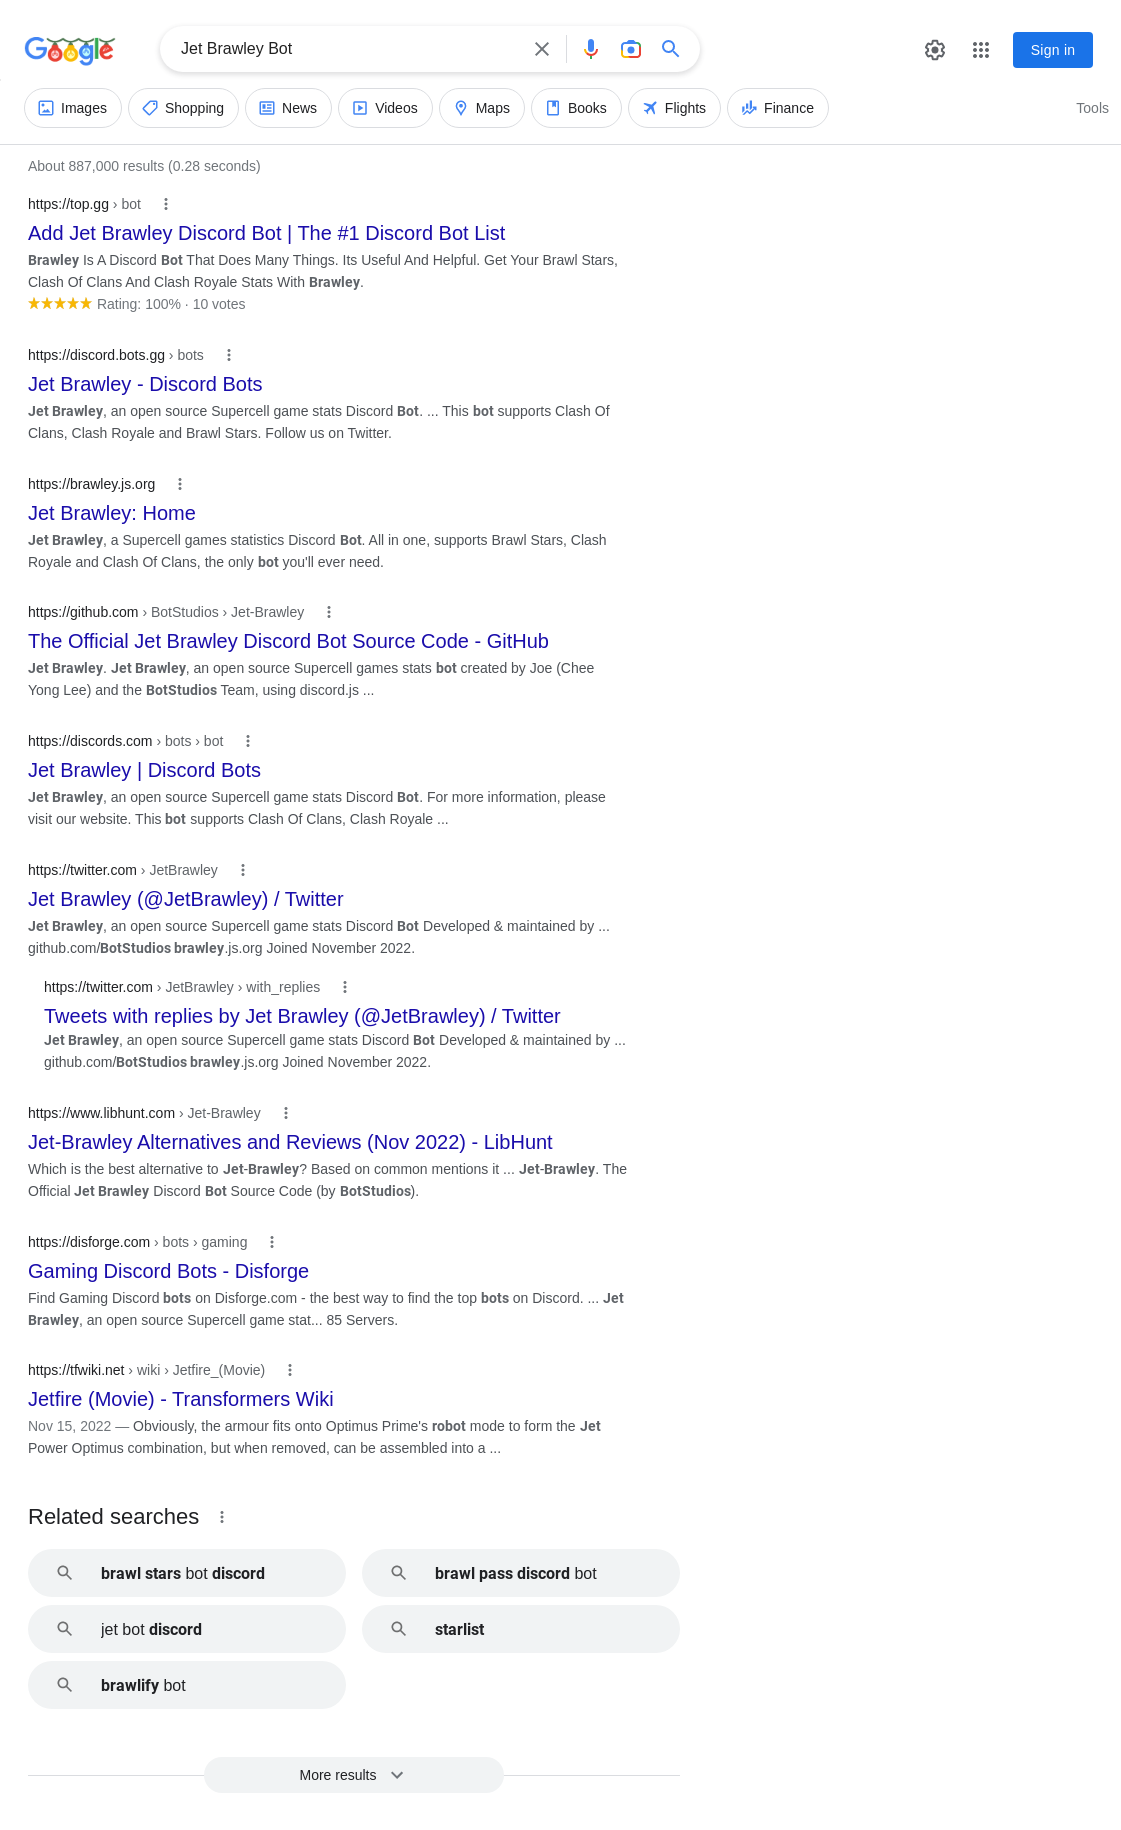 Google
Jet Brawley Bot
Sign in
Images
Shopping
News
Videos
Maps
Books
Flights
Finance
Tools
About 887,000 results (0.28 seconds)
https://top.gg › bot
Add Jet Brawley Discord Bot | The #1 Discord Bot List
Brawley Is A Discord Bot That Does Many Things. Its Useful And Helpful. Get Your Brawl Stars,
Clash Of Clans And Clash Royale Stats With Brawley.
Rating: 100% · 10 votes
https://discord.bots.gg › bots
Jet Brawley - Discord Bots
Jet Brawley, an open source Supercell game stats Discord Bot. ... This bot supports Clash Of
Clans, Clash Royale and Brawl Stars. Follow us on Twitter.
https://brawley.js.org
Jet Brawley: Home
Jet Brawley, a Supercell games statistics Discord Bot. All in one, supports Brawl Stars, Clash
Royale and Clash Of Clans, the only bot you'll ever need.
https://github.com › BotStudios › Jet-Brawley
The Official Jet Brawley Discord Bot Source Code - GitHub
Jet Brawley. Jet Brawley, an open source Supercell games stats bot created by Joe (Chee
Yong Lee) and the BotStudios Team, using discord.js ...
https://discords.com › bots › bot
Jet Brawley | Discord Bots
Jet Brawley, an open source Supercell game stats Discord Bot. For more information, please
visit our website. This bot supports Clash Of Clans, Clash Royale ...
https://twitter.com › JetBrawley
Jet Brawley (@JetBrawley) / Twitter
Jet Brawley, an open source Supercell game stats Discord Bot Developed & maintained by ...
github.com/BotStudios brawley.js.org Joined November 2022.
https://twitter.com › JetBrawley › with_replies
Tweets with replies by Jet Brawley (@JetBrawley) / Twitter
Jet Brawley, an open source Supercell game stats Discord Bot Developed & maintained by ...
github.com/BotStudios brawley.js.org Joined November 2022.
https://www.libhunt.com › Jet-Brawley
Jet-Brawley Alternatives and Reviews (Nov 2022) - LibHunt
Which is the best alternative to Jet-Brawley? Based on common mentions it ... Jet-Brawley. The
Official Jet Brawley Discord Bot Source Code (by BotStudios).
https://disforge.com › bots › gaming
Gaming Discord Bots - Disforge
Find Gaming Discord bots on Disforge.com - the best way to find the top bots on Discord. ... Jet
Brawley, an open source Supercell game stat... 85 Servers.
https://tfwiki.net › wiki › Jetfire_(Movie)
Jetfire (Movie) - Transformers Wiki
Nov 15, 2022 — Obviously, the armour fits onto Optimus Prime's robot mode to form the Jet
Power Optimus combination, but when removed, can be assembled into a ...
Related searches
brawl stars bot discord
brawl pass discord bot
jet bot discord
starlist
brawlify bot
More results